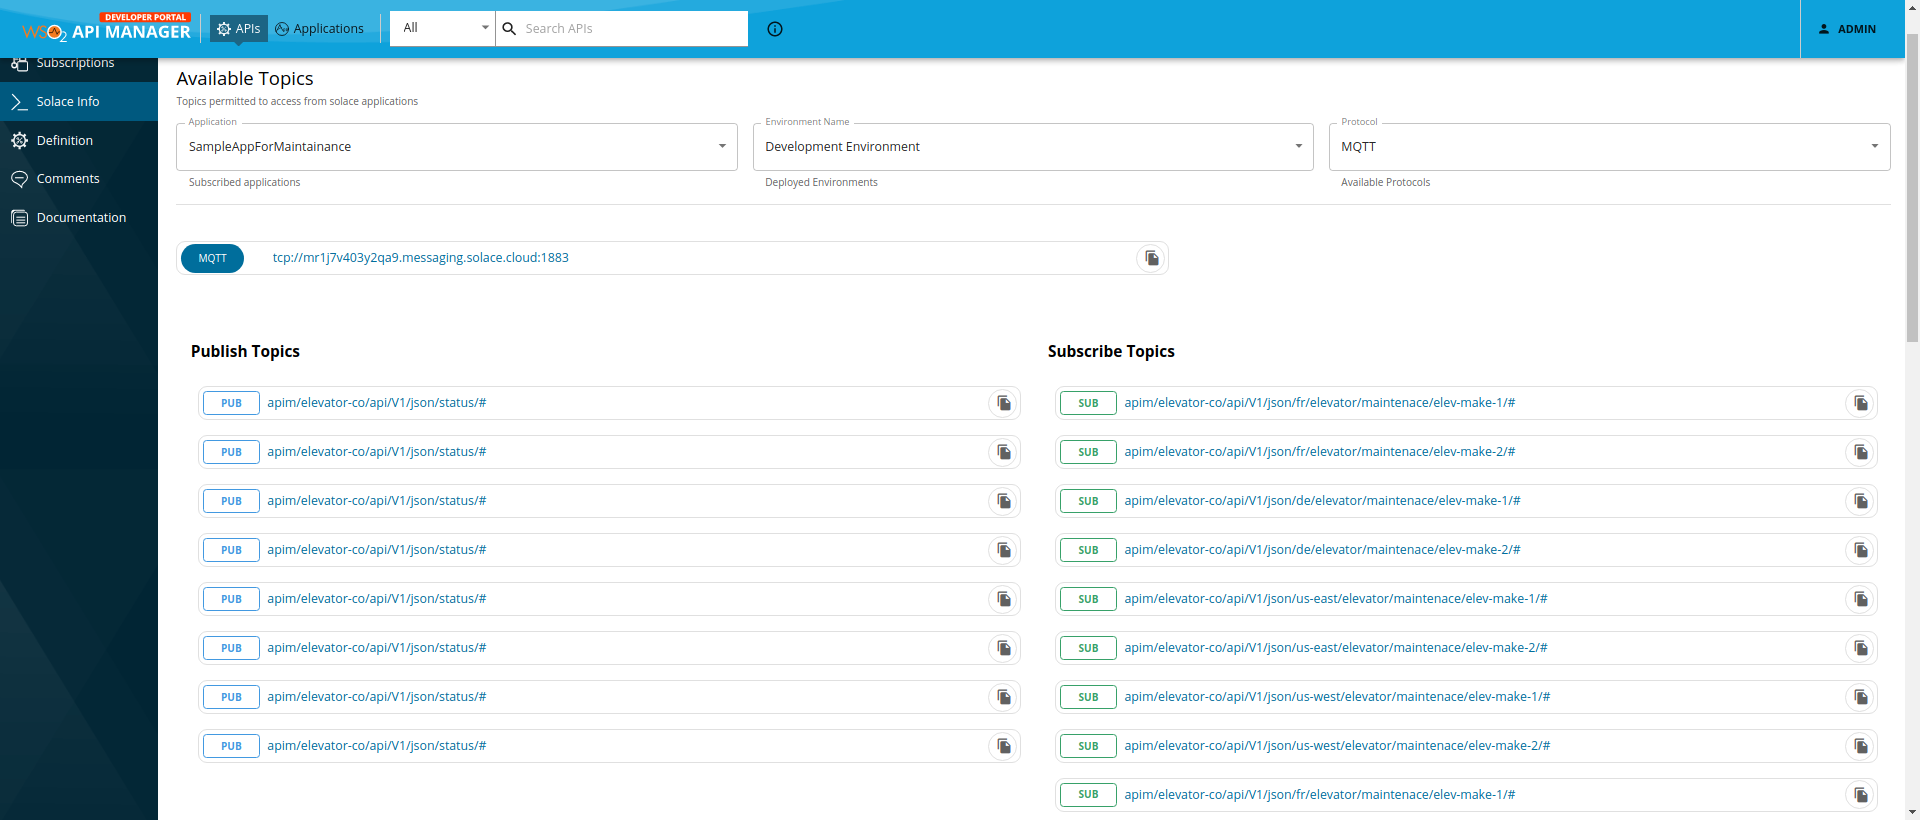 DEVELOPER PORTAL
WSO2 API MANAGER
APIs
Applications
All
Search APIs
ADMIN
Subscriptions
Solace Info
Definition
Comments
Documentation
Available Topics
Topics permitted to access from solace applications
Application
SampleAppForMaintainance
Subscribed applications
Environment Name
Development Environment
Deployed Environments
Protocol
MQTT
Available Protocols
MQTT tcp://mr1j7v403y2qa9.messaging.solace.cloud:1883
Publish Topics
PUB apim/elevator-co/api/V1/json/status/#
PUB apim/elevator-co/api/V1/json/status/#
PUB apim/elevator-co/api/V1/json/status/#
PUB apim/elevator-co/api/V1/json/status/#
PUB apim/elevator-co/api/V1/json/status/#
PUB apim/elevator-co/api/V1/json/status/#
PUB apim/elevator-co/api/V1/json/status/#
PUB apim/elevator-co/api/V1/json/status/#
Subscribe Topics
SUB apim/elevator-co/api/V1/json/fr/elevator/maintenace/elev-make-1/#
SUB apim/elevator-co/api/V1/json/fr/elevator/maintenace/elev-make-2/#
SUB apim/elevator-co/api/V1/json/de/elevator/maintenace/elev-make-1/#
SUB apim/elevator-co/api/V1/json/de/elevator/maintenace/elev-make-2/#
SUB apim/elevator-co/api/V1/json/us-east/elevator/maintenace/elev-make-1/#
SUB apim/elevator-co/api/V1/json/us-east/elevator/maintenace/elev-make-2/#
SUB apim/elevator-co/api/V1/json/us-west/elevator/maintenace/elev-make-1/#
SUB apim/elevator-co/api/V1/json/us-west/elevator/maintenace/elev-make-2/#
SUB apim/elevator-co/api/V1/json/fr/elevator/maintenace/elev-make-1/#